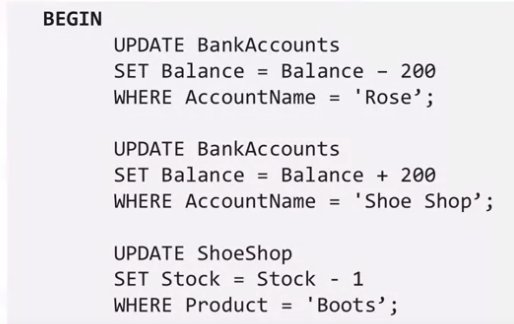 BEGIN
UPDATE BankAccounts
SET Balance = Balance – 200
WHERE AccountName = 'Rose’;
UPDATE BankAccounts
SET Balance = Balance + 200
WHERE AccountName = 'Shoe Shop’;
UPDATE ShoeShop
SET Stock = Stock - 1
WHERE Product = 'Boots’;